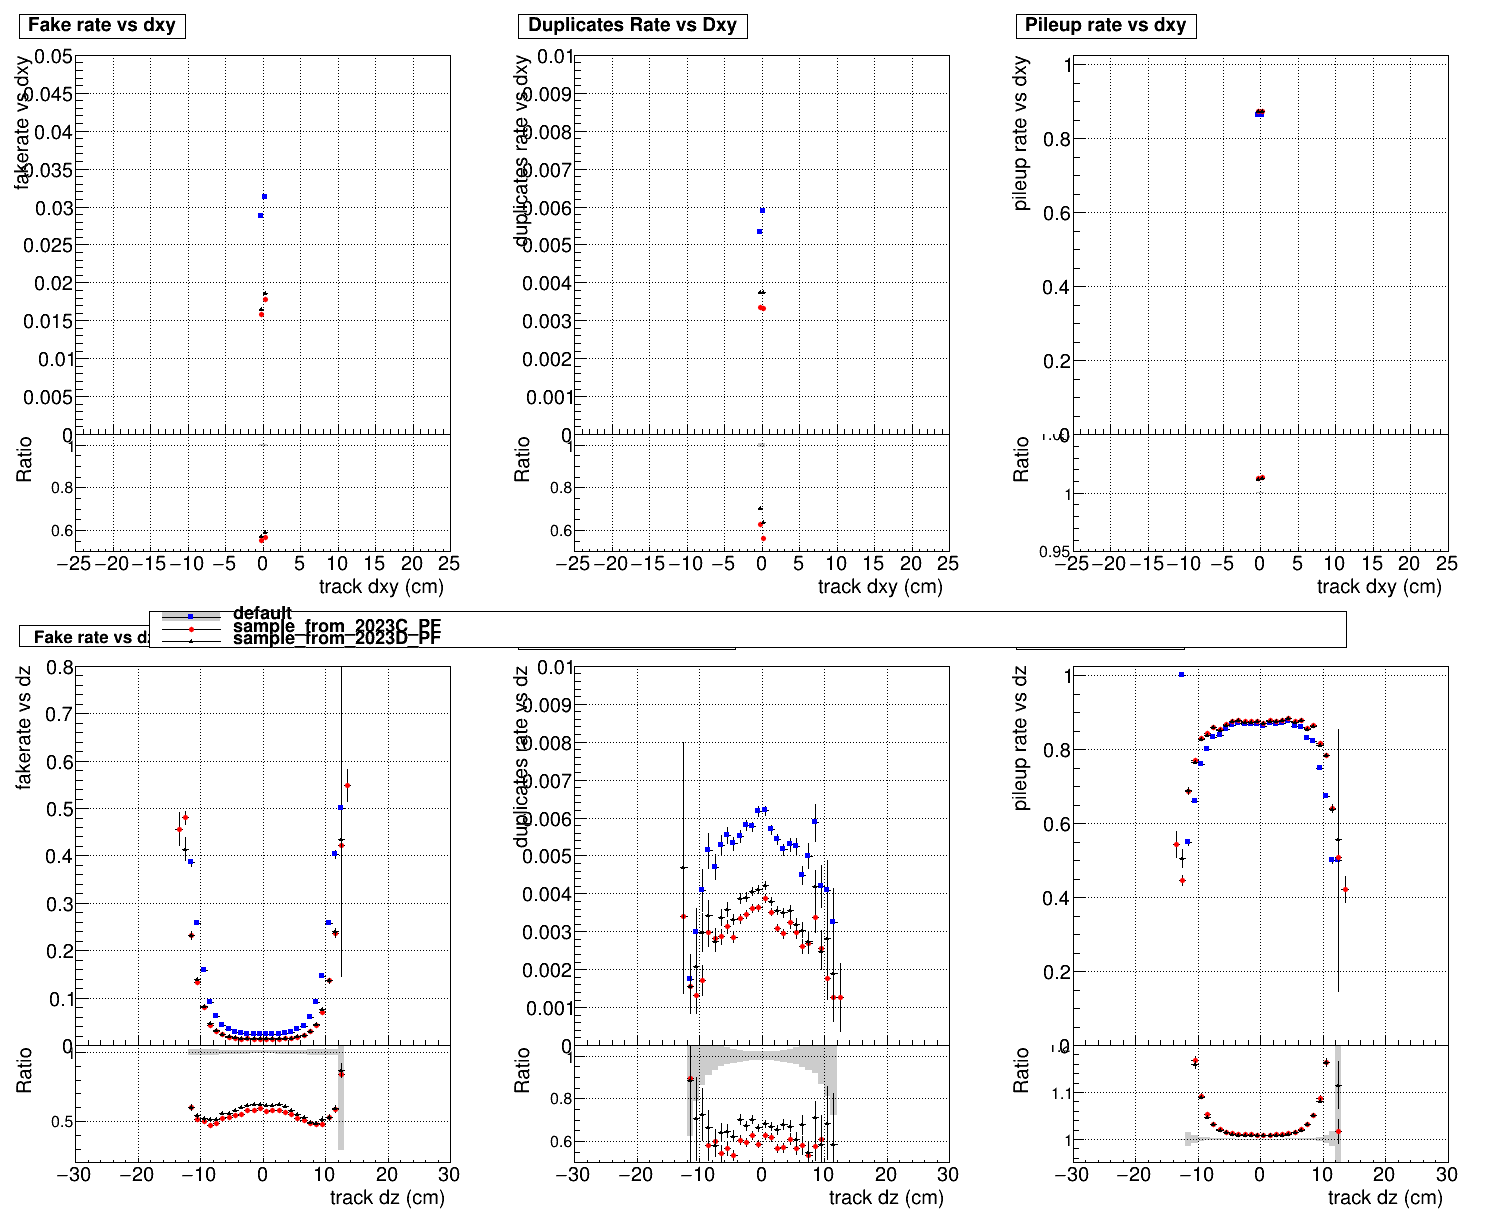 Fake rate vs dxy
fakerate vs dxy
0.05
0.045
0.04
0.035
0.03
0.025
0.02
0.015
0.01
0.005
0
Ratio
1
0.8
0.6
−25 −20 −15 −10 −5 0 5 10 15 20 25
track dxy (cm)
Duplicates Rate vs Dxy
duplicates rate vs dxy
0.01
0.009
0.008
0.007
0.006
0.005
0.004
0.003
0.002
0.001
0
Ratio
1
0.8
0.6
−25 −20 −15 −10 −5 0 5 10 15 20 25
track dxy (cm)
Pileup rate vs dxy
pileup rate vs dxy
1
0.8
0.6
0.4
0.2
0
Ratio
1
0.95
−25 −20 −15 −10 −5 0 5 10 15 20 25
track dxy (cm)
default
sample_from_2023C_PF
sample_from_2023D_PF
Fake rate vs dz
fakerate vs dz
0.8
0.7
0.6
0.5
0.4
0.3
0.2
0.1
0
Ratio
1
0.5
−30 −20 −10 0 10 20 30
track dz (cm)
duplicates rate vs dz
0.01
0.009
0.008
0.007
0.006
0.005
0.004
0.003
0.002
0.001
0
Ratio
1
0.8
0.6
−30 −20 −10 0 10 20 30
track dz (cm)
pileup rate vs dz
1
0.8
0.6
0.4
0.2
0
Ratio
1.1
1
−30 −20 −10 0 10 20 30
track dz (cm)